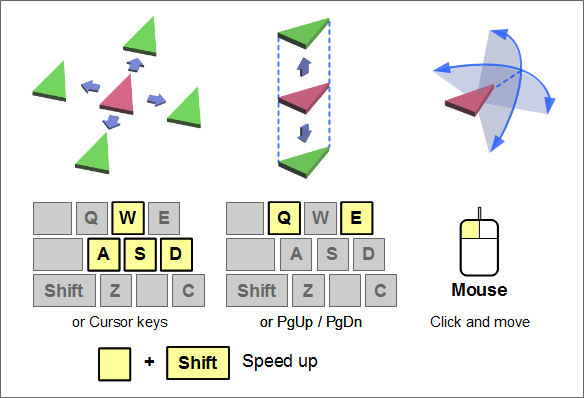 Q W E
Q W E
A S D
A S D
Shift Z C
Shift Z C
Mouse
or Cursor keys
or PgUp / PgDn
Click and move
+ Shift Speed up